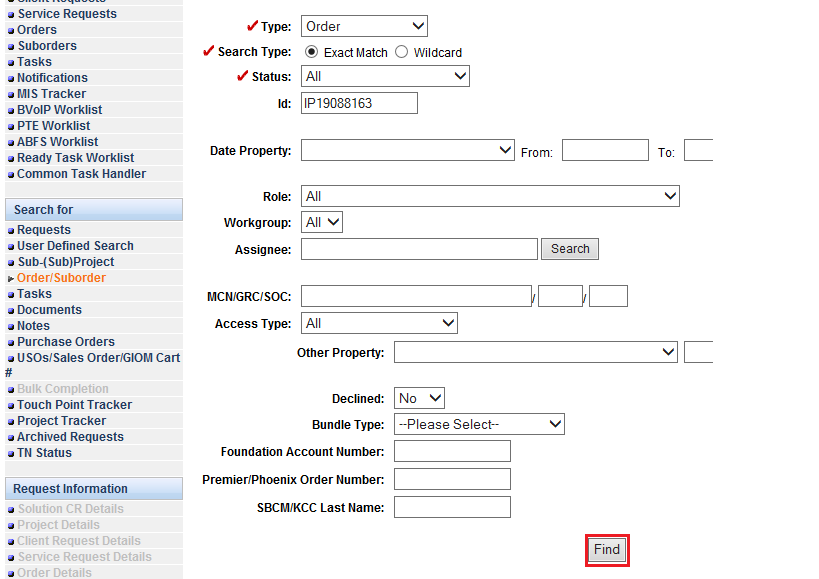 Client Requests
Service Requests
Orders
Suborders
Tasks
Notifications
MIS Tracker
BVoIP Worklist
PTE Worklist
ABFS Worklist
Ready Task Worklist
Common Task Handler
Search for
Requests
User Defined Search
Sub-(Sub)Project
Order/Suborder
Tasks
Documents
Notes
Purchase Orders
USOs/Sales Order/GIOM Cart
#
Bulk Completion
Touch Point Tracker
Project Tracker
Archived Requests
TN Status
Request Information
Solution CR Details
Project Details
Client Request Details
Service Request Details
Order Details
Type: Order
Search Type: Exact Match Wildcard
Status: All
Id: IP19088163
Date Property: From: To:
Role: All
Workgroup: All
Assignee: Search
MCN/GRC/SOC: / /
Access Type: All
Other Property:
Declined: No
Bundle Type: --Please Select--
Foundation Account Number:
Premier/Phoenix Order Number:
SBCM/KCC Last Name:
Find